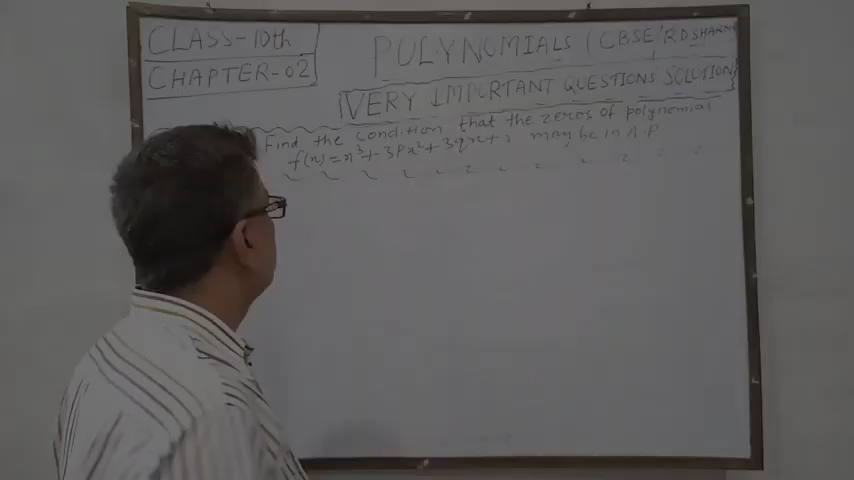 CLASS-10th
CHAPTER-02
POLYNOMIALS (CBSE/RD SHARM
VERY IMPORTANT QUESTIONS SOLUTION
Find the condition that the zeros of polynomial
f(x) = x³ + 3px² + 3qx + r may be in A.P